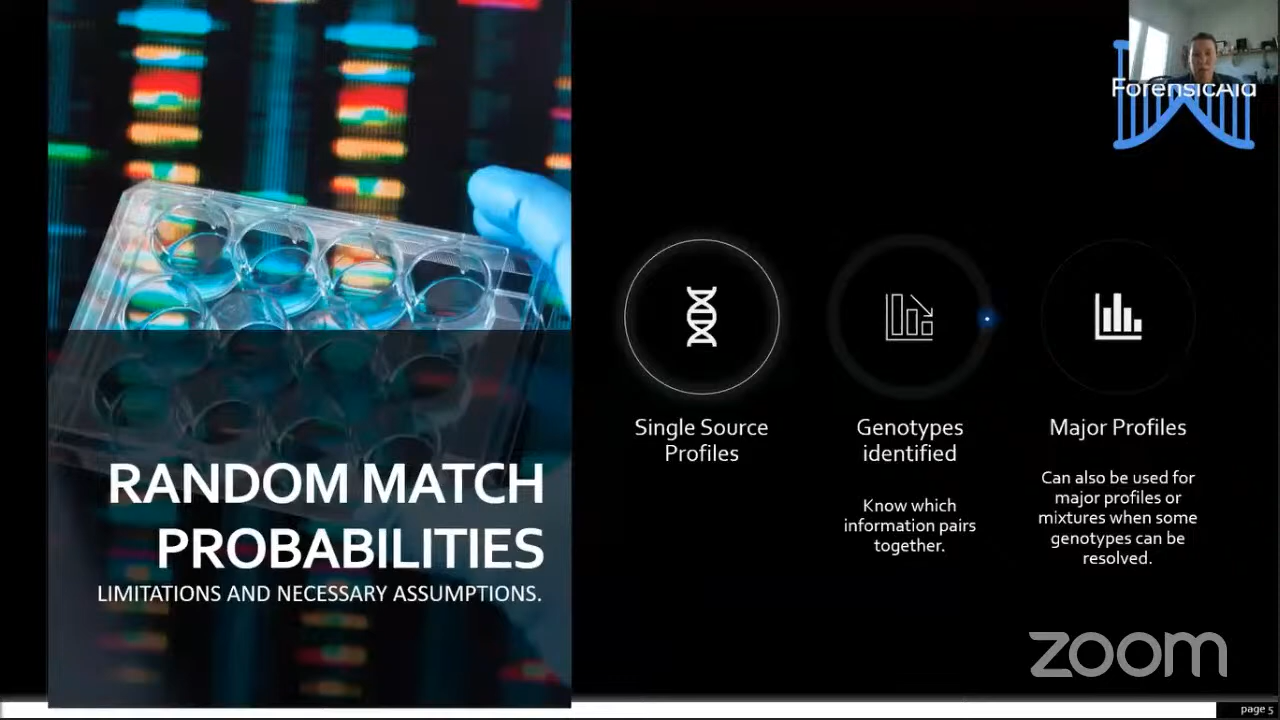 ForensicAid
RANDOM MATCH
PROBABILITIES
LIMITATIONS AND NECESSARY ASSUMPTIONS.
Single Source
Profiles
Genotypes
identified
Know which
information pairs
together.
Major Profiles
Can also be used for
major profiles or
mixtures when some
genotypes can be
resolved.
zoom
page 5